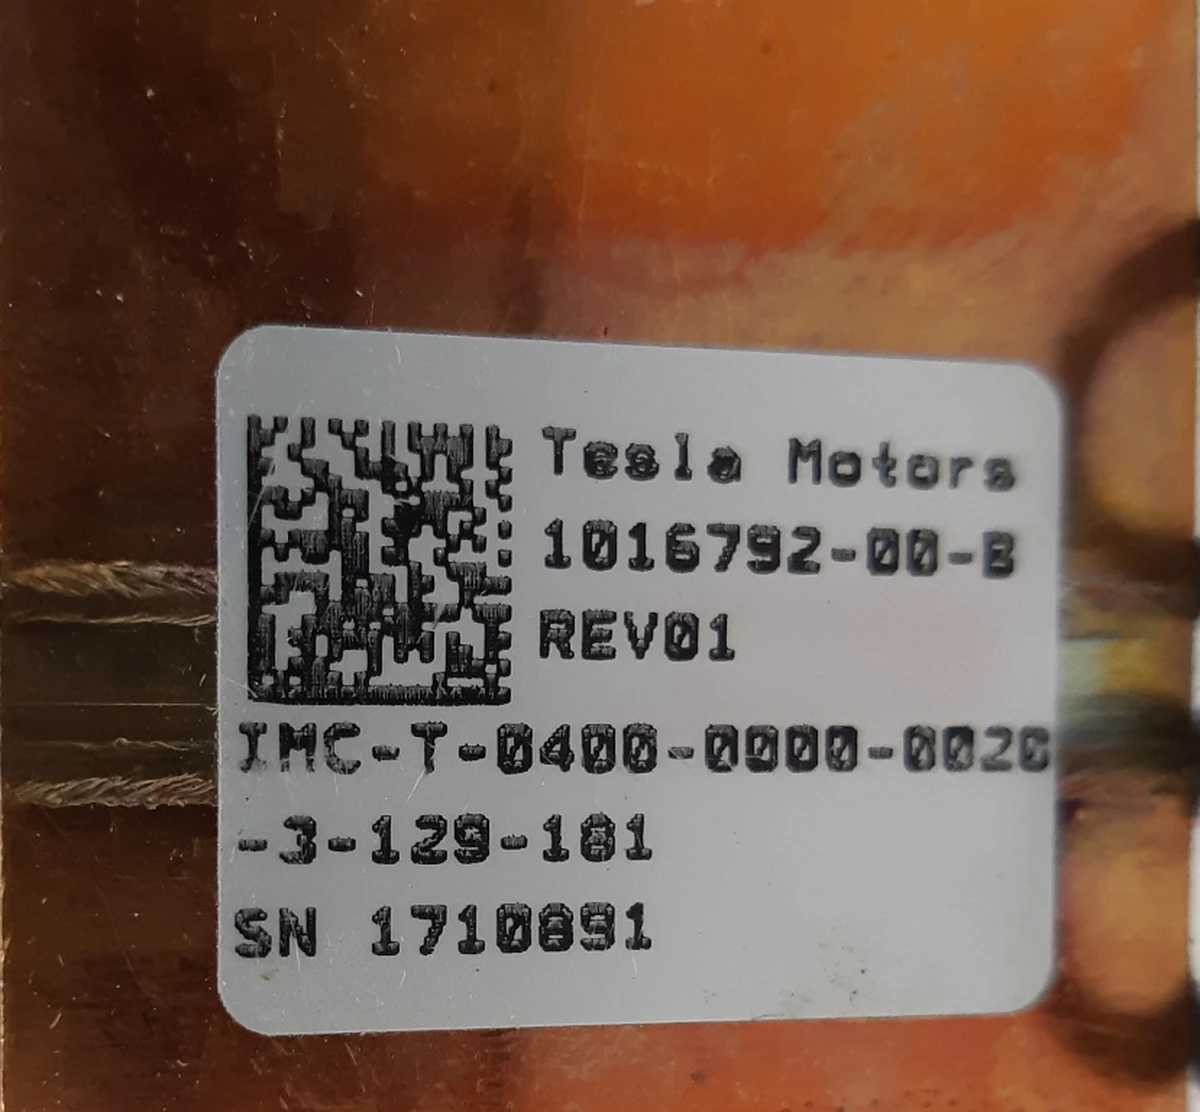 Tesla Motors
1016792-00-B
REV01
IMC-T-0400-0000-0020
-3-129-181
SN 1710891